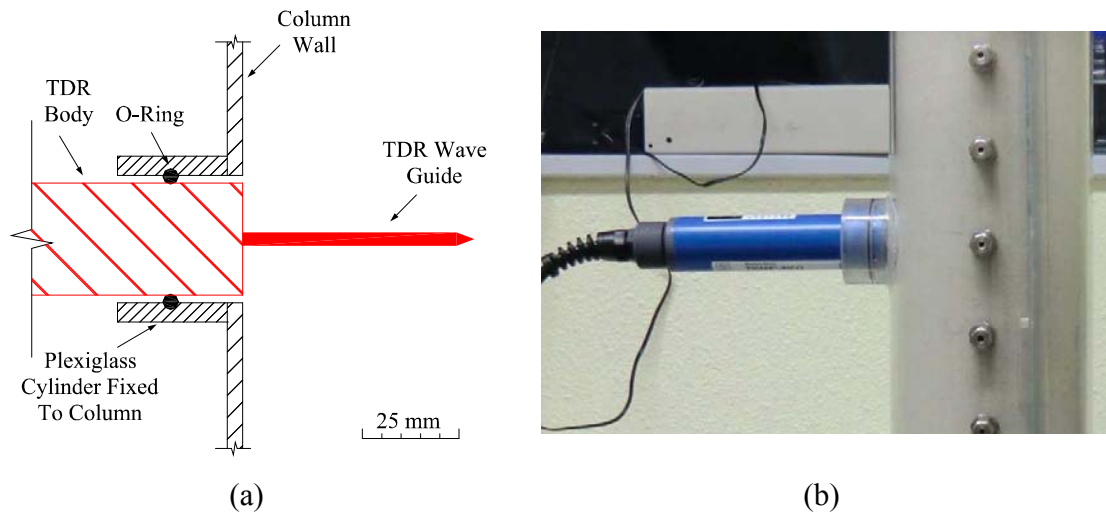 Column
Wall
TDR
Body
O-Ring
TDR Wave
Guide
Plexiglass
Cylinder Fixed
To Column
25 mm
(a)
(b)